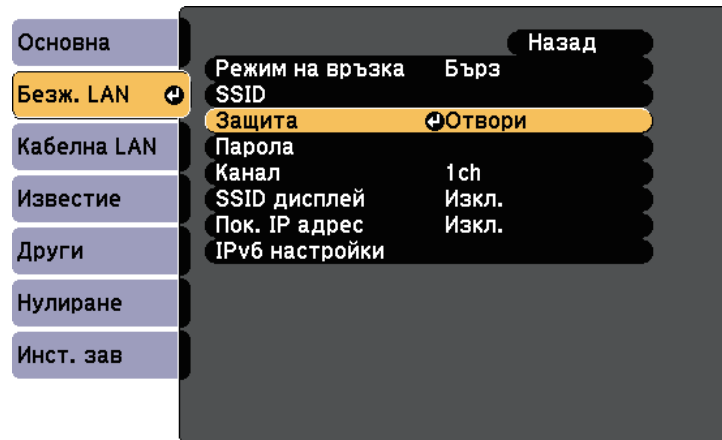 Основна
Безж. LAN
Кабелна LAN
Известие
Други
Нулиране
Инст. зав
Назад
Режим на връзка Бърз
SSID
Защита Отвори
Парола
Канал 1ch
SSID дисплей Изкл.
Пок. IP адрес Изкл.
IPv6 настройки